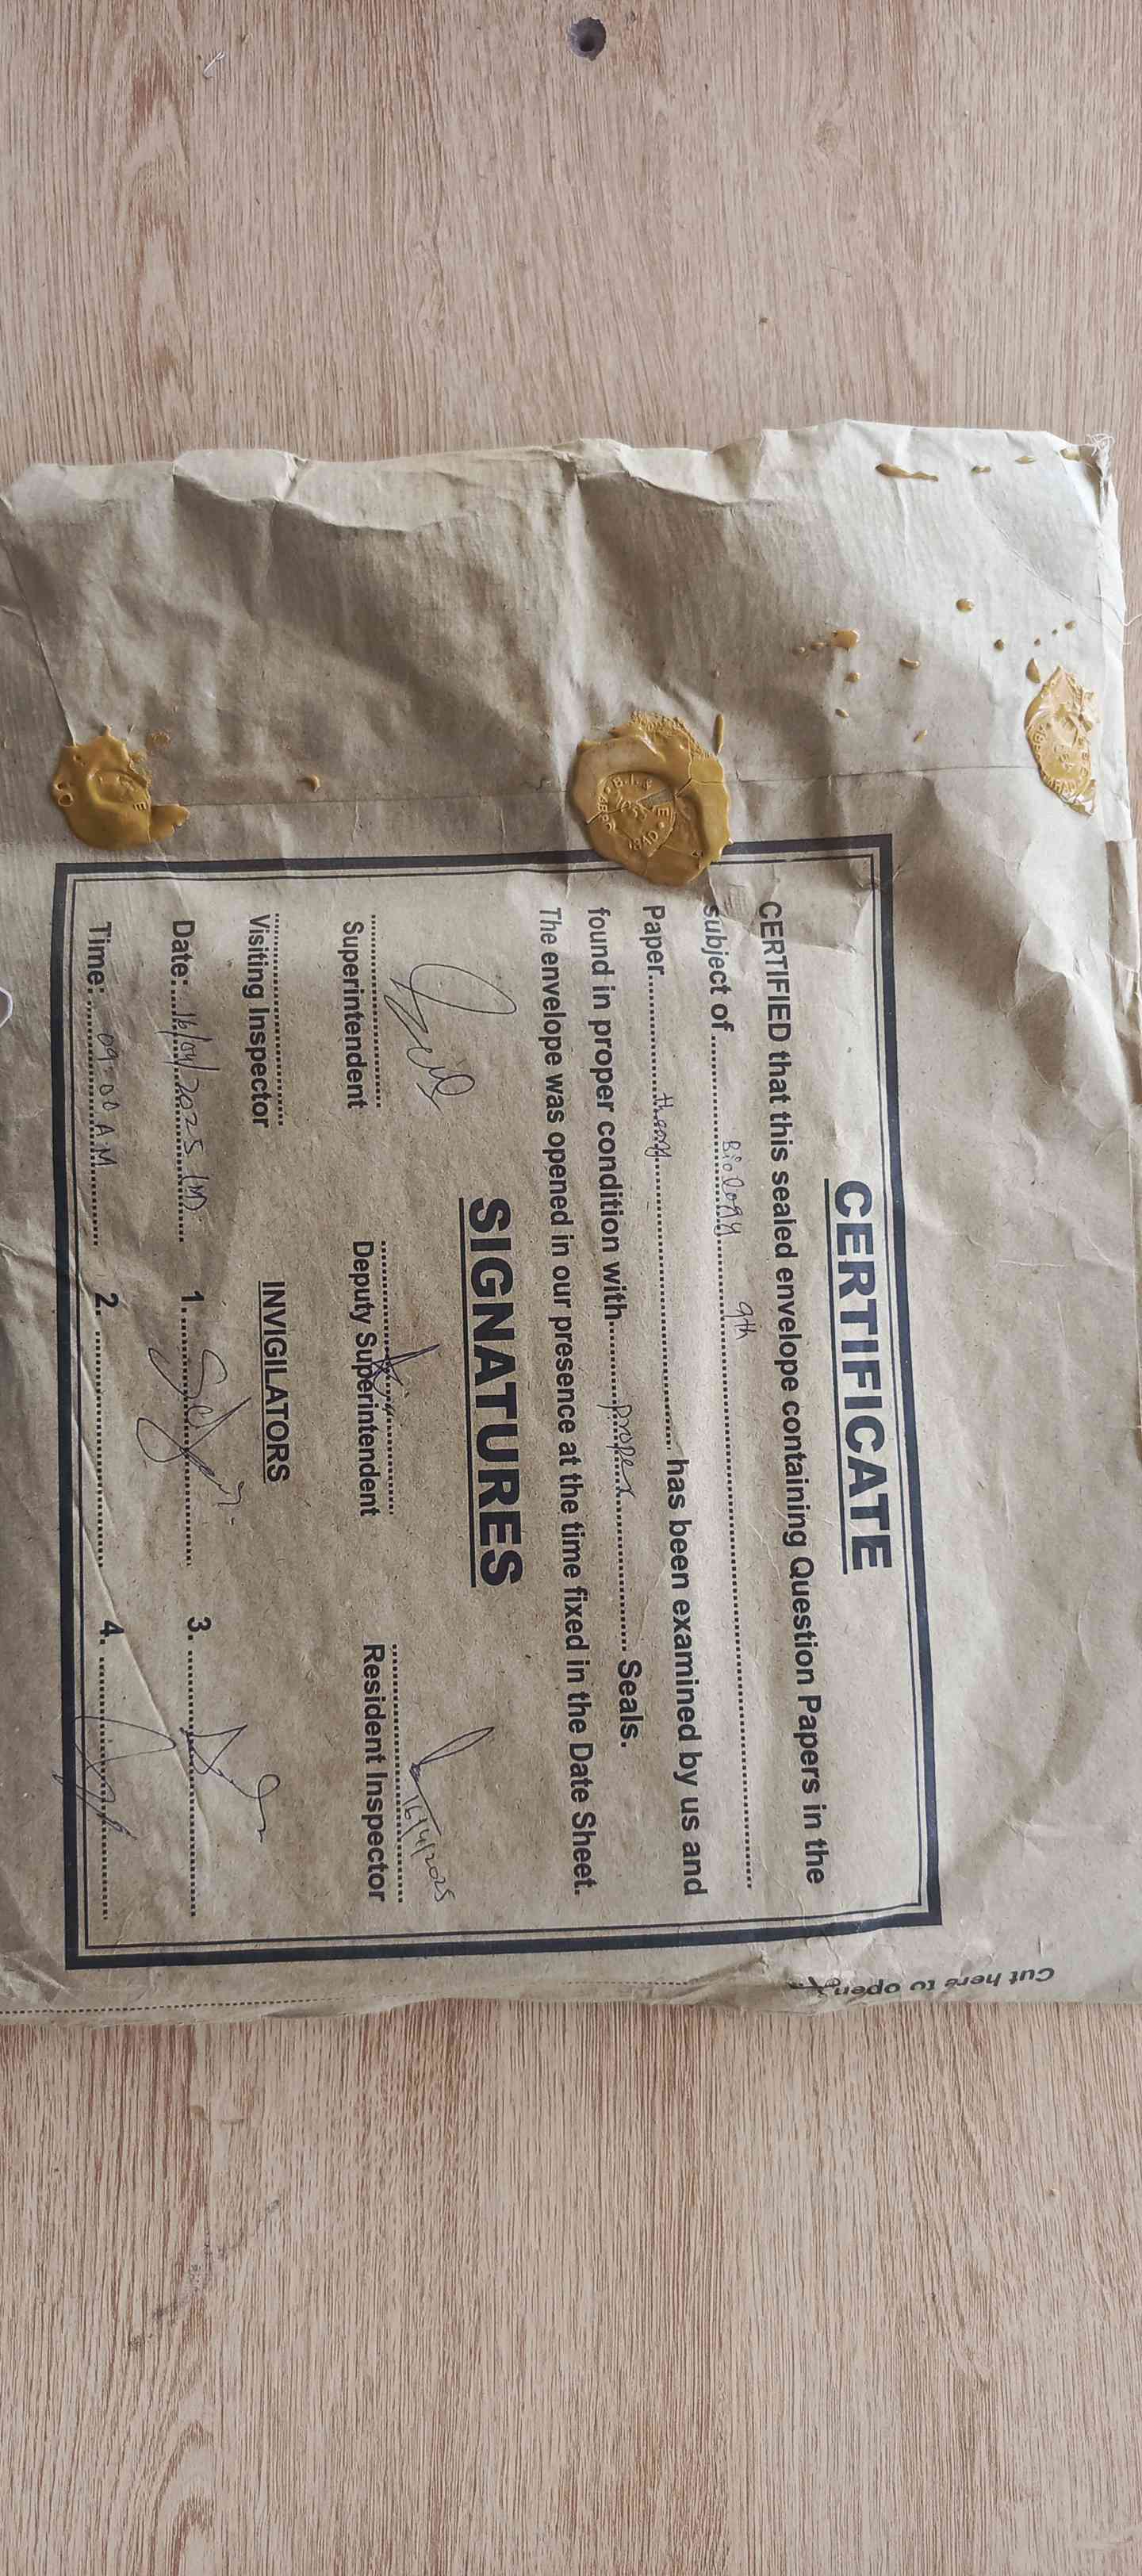 CERTIFICATE
CERTIFIED that this sealed envelope containing Question Papers in the
subject of Biology 9th
Paper theory has been examined by us and
found in proper condition with proper Seals.
The envelope was opened in our presence at the time fixed in the Date Sheet.
SIGNATURES
16/4/2025
Superintendent Deputy Superintendent Resident Inspector
Visiting Inspector INVIGILATORS
Date: 16/04/2025 (M) 1. 3.
Time: 09:00 AM 2. 4.
Cut here to open
B.I.S